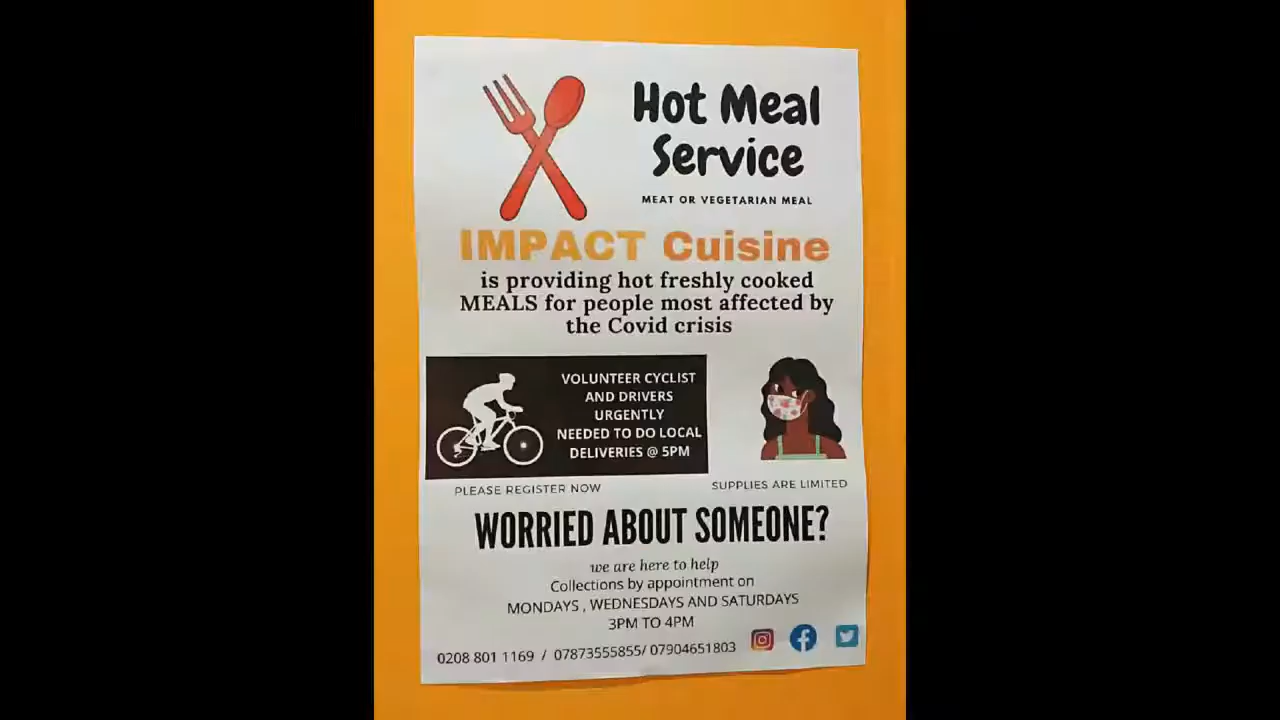 Hot Meal
Service
MEAT OR VEGETARIAN MEAL
IMPACT Cuisine
is providing hot freshly cooked
MEALS for people most affected by
the Covid crisis
VOLUNTEER CYCLIST
AND DRIVERS
URGENTLY
NEEDED TO DO LOCAL
DELIVERIES @ 5PM
PLEASE REGISTER NOW
SUPPLIES ARE LIMITED
WORRIED ABOUT SOMEONE?
we are here to help
Collections by appointment on
MONDAYS , WEDNESDAYS AND SATURDAYS
3PM TO 4PM
0208 801 1169 / 07873555855/ 07904651803